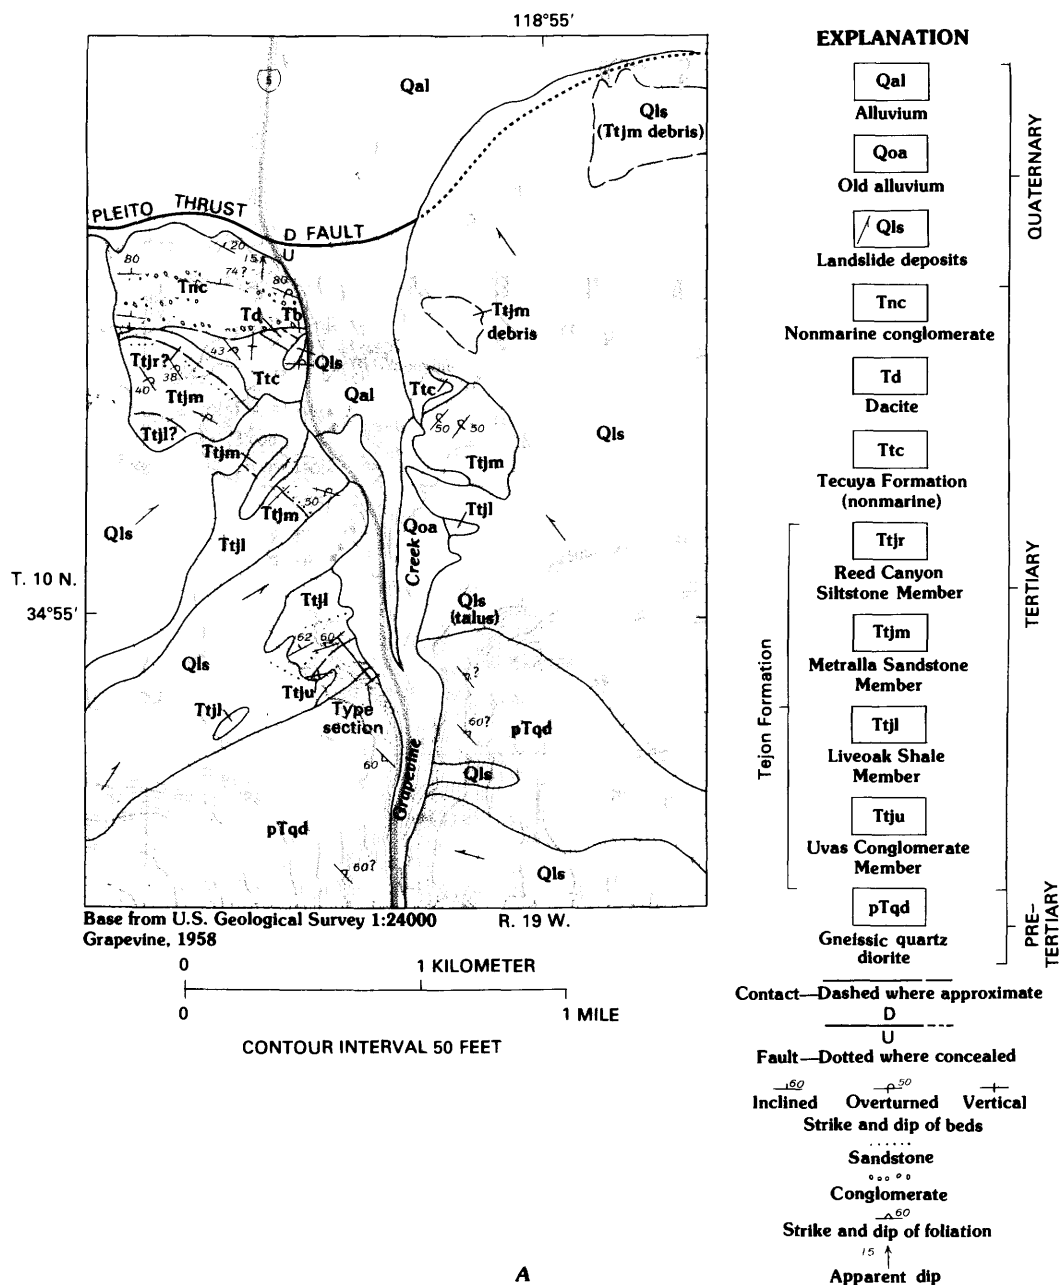 118°55'
5
Qal
Qls
(Ttjm debris)
PLEITO THRUST FAULT
D
U
20
15
80
74?
80
Tnc
Td
Tb
Ttjm
debris
Ttjr?
43
38
40
Ttjm
Ttc
Qls
Qal
Ttc
50
30
Ttjm
Qls
Ttjl?
Ttjm
Ttjm
50
Ttjl
Qls
Ttjl
Qoa
T. 10 N.
34°55'
Ttjl
Qls
(talus)
62
60
Qls
Ttju
Type
section
Ttjl
60?
pTqd
60
Qls
Grapevine Creek
pTqd
60?
Qls
Base from U.S. Geological Survey 1:24000
Grapevine, 1958
R. 19 W.
0
1 KILOMETER
0
1 MILE
CONTOUR INTERVAL 50 FEET
A
EXPLANATION
Qal
Alluvium
Qoa
Old alluvium
Qls
Landslide deposits
QUATERNARY
Tnc
Nonmarine conglomerate
Td
Dacite
Ttc
Tecuya Formation
(nonmarine)
Ttjr
Reed Canyon
Siltstone Member
Ttjm
Metralla Sandstone
Member
Ttjl
Liveoak Shale
Member
Ttju
Uvas Conglomerate
Member
Tejon Formation
TERTIARY
pTqd
Gneissic quartz
diorite
PRE-
TERTIARY
Contact—Dashed where approximate
D
U
Fault—Dotted where concealed
60
50
Inclined Overturned Vertical
Strike and dip of beds
Sandstone
Conglomerate
60
Strike and dip of foliation
15
Apparent dip